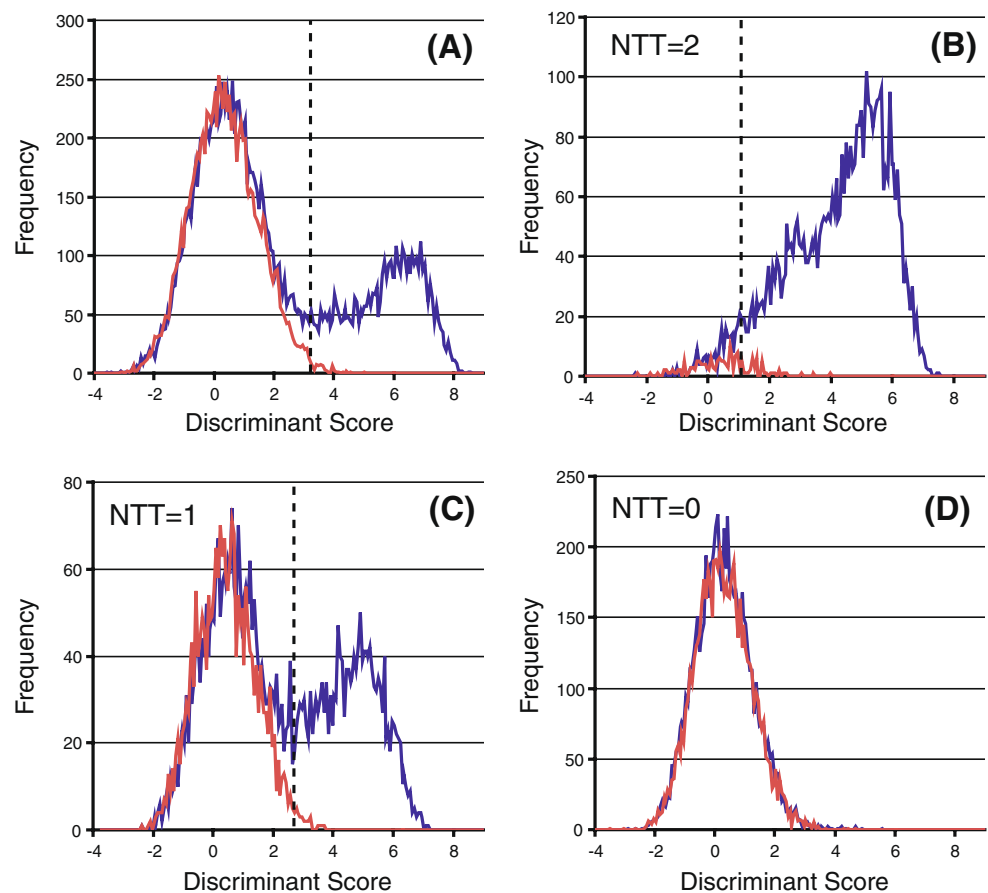 (A)
300
250
200
150
100
50
0
Frequency
-4 -2 0 2 4 6 8
Discriminant Score
NTT=2
(B)
120
100
80
60
40
20
0
Frequency
-4 -2 0 2 4 6 8
Discriminant Score
NTT=1
(C)
80
60
40
20
0
Frequency
-4 -2 0 2 4 6 8
Discriminant Score
NTT=0
(D)
250
200
150
100
50
0
Frequency
-4 -2 0 2 4 6 8
Discriminant Score